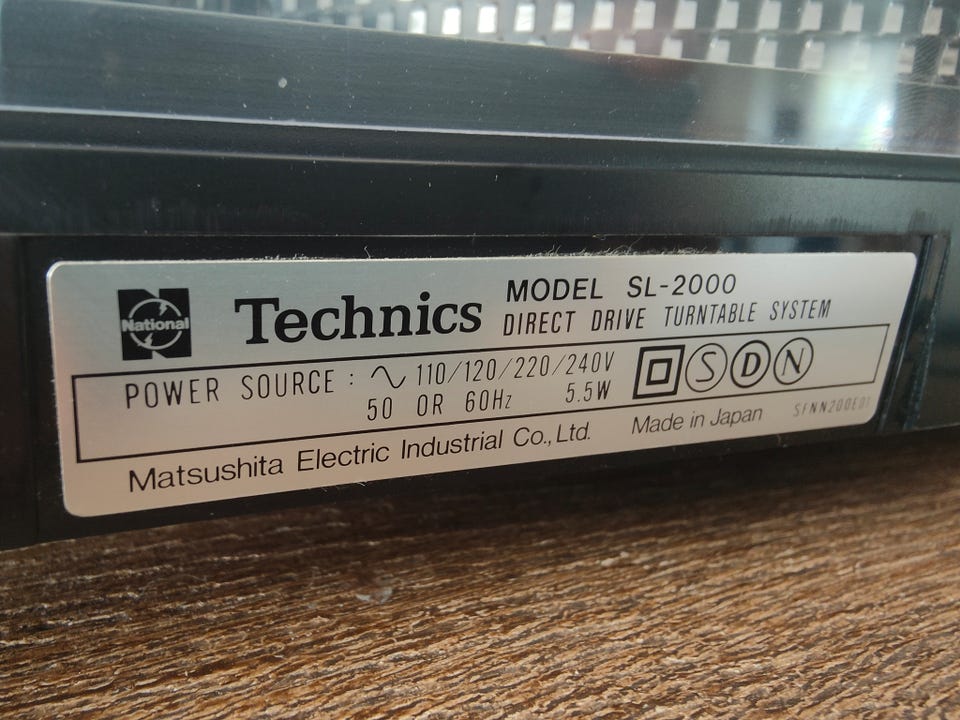 National
Technics
MODEL SL-2000
DIRECT DRIVE TURNTABLE SYSTEM
POWER SOURCE : ∿ 110/120/220/240V
50 OR 60Hz 5.5W
S D N
Matsushita Electric Industrial Co., Ltd. Made in Japan SFNN200E01